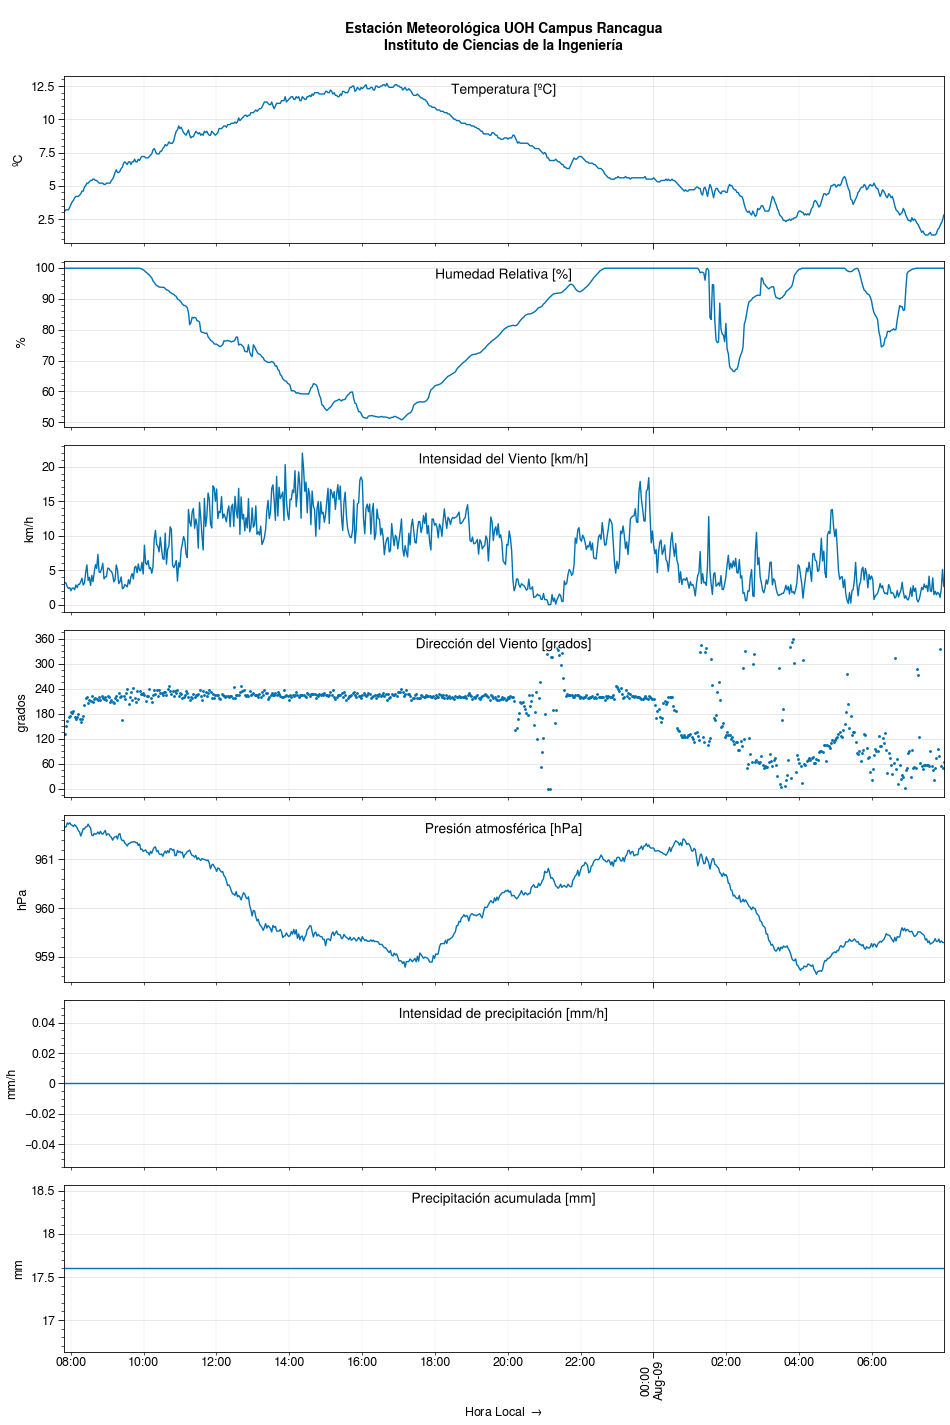 Estación Meteorológica UOH Campus Rancagua
Instituto de Ciencias de la Ingeniería
Temperatura [ºC]
12.5
10
7.5
5
2.5
ºC
Humedad Relativa [%]
100
90
80
70
60
50
%
Intensidad del Viento [km/h]
20
15
10
5
0
km/h
Dirección del Viento [grados]
360
300
240
180
120
60
0
grados
Presión atmosférica [hPa]
961
960
959
hPa
Intensidad de precipitación [mm/h]
0.04
0.02
0
−0.02
−0.04
mm/h
Precipitación acumulada [mm]
18.5
18
17.5
17
mm
08:00 10:00 12:00 14:00 16:00 18:00 20:00 22:00 00:00 02:00 04:00 06:00
Aug-09
Hora Local →